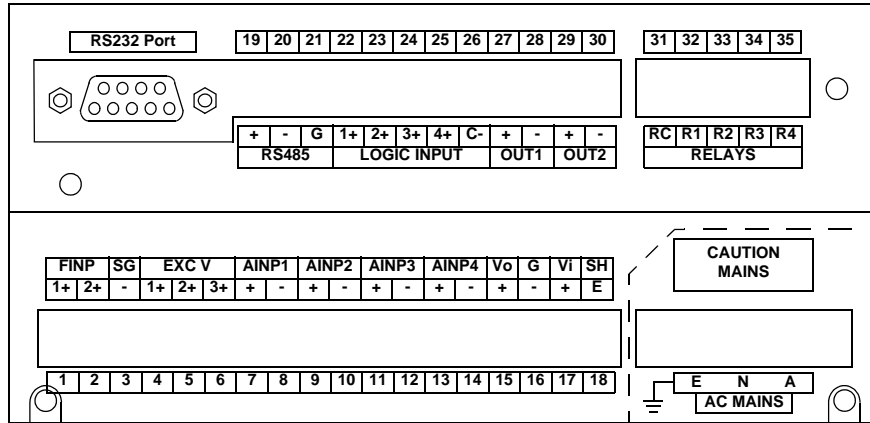 RS232 Port 19 20 21 22 23 24 25 26 27 28 29 30 31 32 33 34 35
+ - G 1+ 2+ 3+ 4+ C- + - + - RC R1 R2 R3 R4
RS485 LOGIC INPUT OUT1 OUT2 RELAYS
CAUTION
MAINS
FINP SG EXC V AINP1 AINP2 AINP3 AINP4 Vo G Vi SH
1+ 2+ - 1+ 2+ 3+ + - + - + - + - + - + E
1 2 3 4 5 6 7 8 9 10 11 12 13 14 15 16 17 18 E N A
AC MAINS